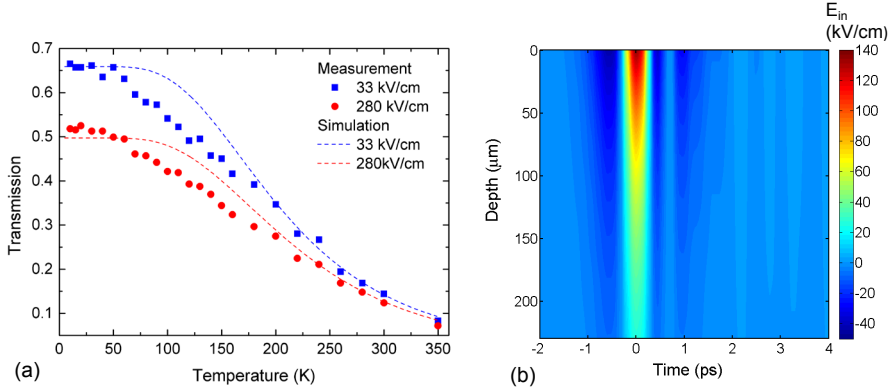 0.7
0.6
0.5
0.4
0.3
0.2
0.1
Transmission
0 50 100 150 200 250 300 350
Temperature (K)
Measurement
33 kV/cm
280 kV/cm
Simulation
33 kV/cm
280kV/cm
(a)
E_in
(kV/cm)
0
50
100
150
200
Depth (μm)
-2 -1 0 1 2 3 4
Time (ps)
140
120
100
80
60
40
20
0
-20
-40
(b)